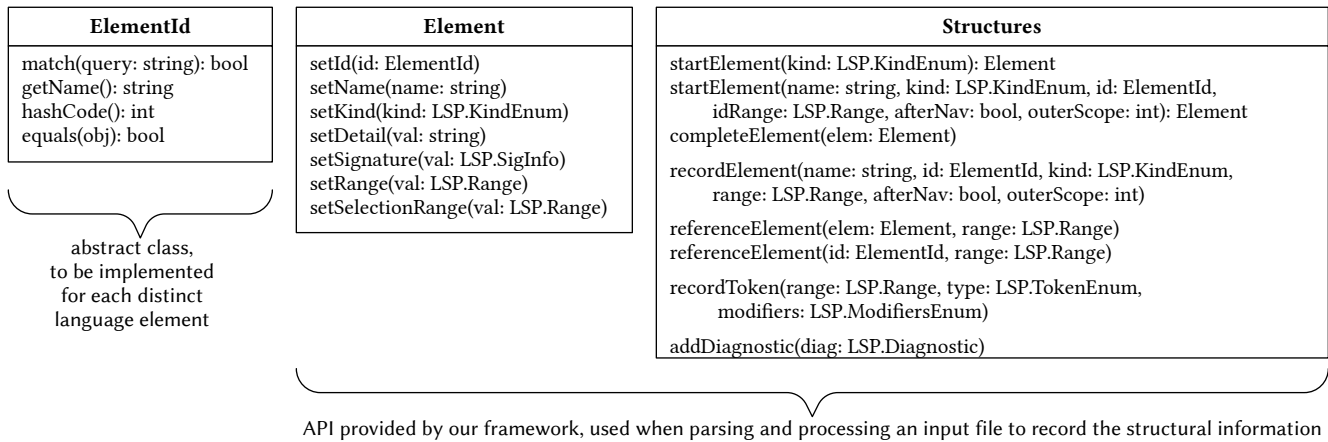 ElementId
match(query: string): bool
getName(): string
hashCode(): int
equals(obj): bool
abstract class,
to be implemented
for each distinct
language element
Element
setId(id: ElementId)
setName(name: string)
setKind(kind: LSP.KindEnum)
setDetail(val: string)
setSignature(val: LSP.SigInfo)
setRange(val: LSP.Range)
setSelectionRange(val: LSP.Range)
Structures
startElement(kind: LSP.KindEnum): Element
startElement(name: string, kind: LSP.KindEnum, id: ElementId,
idRange: LSP.Range, afterNav: bool, outerScope: int): Element
completeElement(elem: Element)
recordElement(name: string, id: ElementId, kind: LSP.KindEnum,
range: LSP.Range, afterNav: bool, outerScope: int)
referenceElement(elem: Element, range: LSP.Range)
referenceElement(id: ElementId, range: LSP.Range)
recordToken(range: LSP.Range, type: LSP.TokenEnum,
modifiers: LSP.ModifiersEnum)
addDiagnostic(diag: LSP.Diagnostic)
API provided by our framework, used when parsing and processing an input file to record the structural information